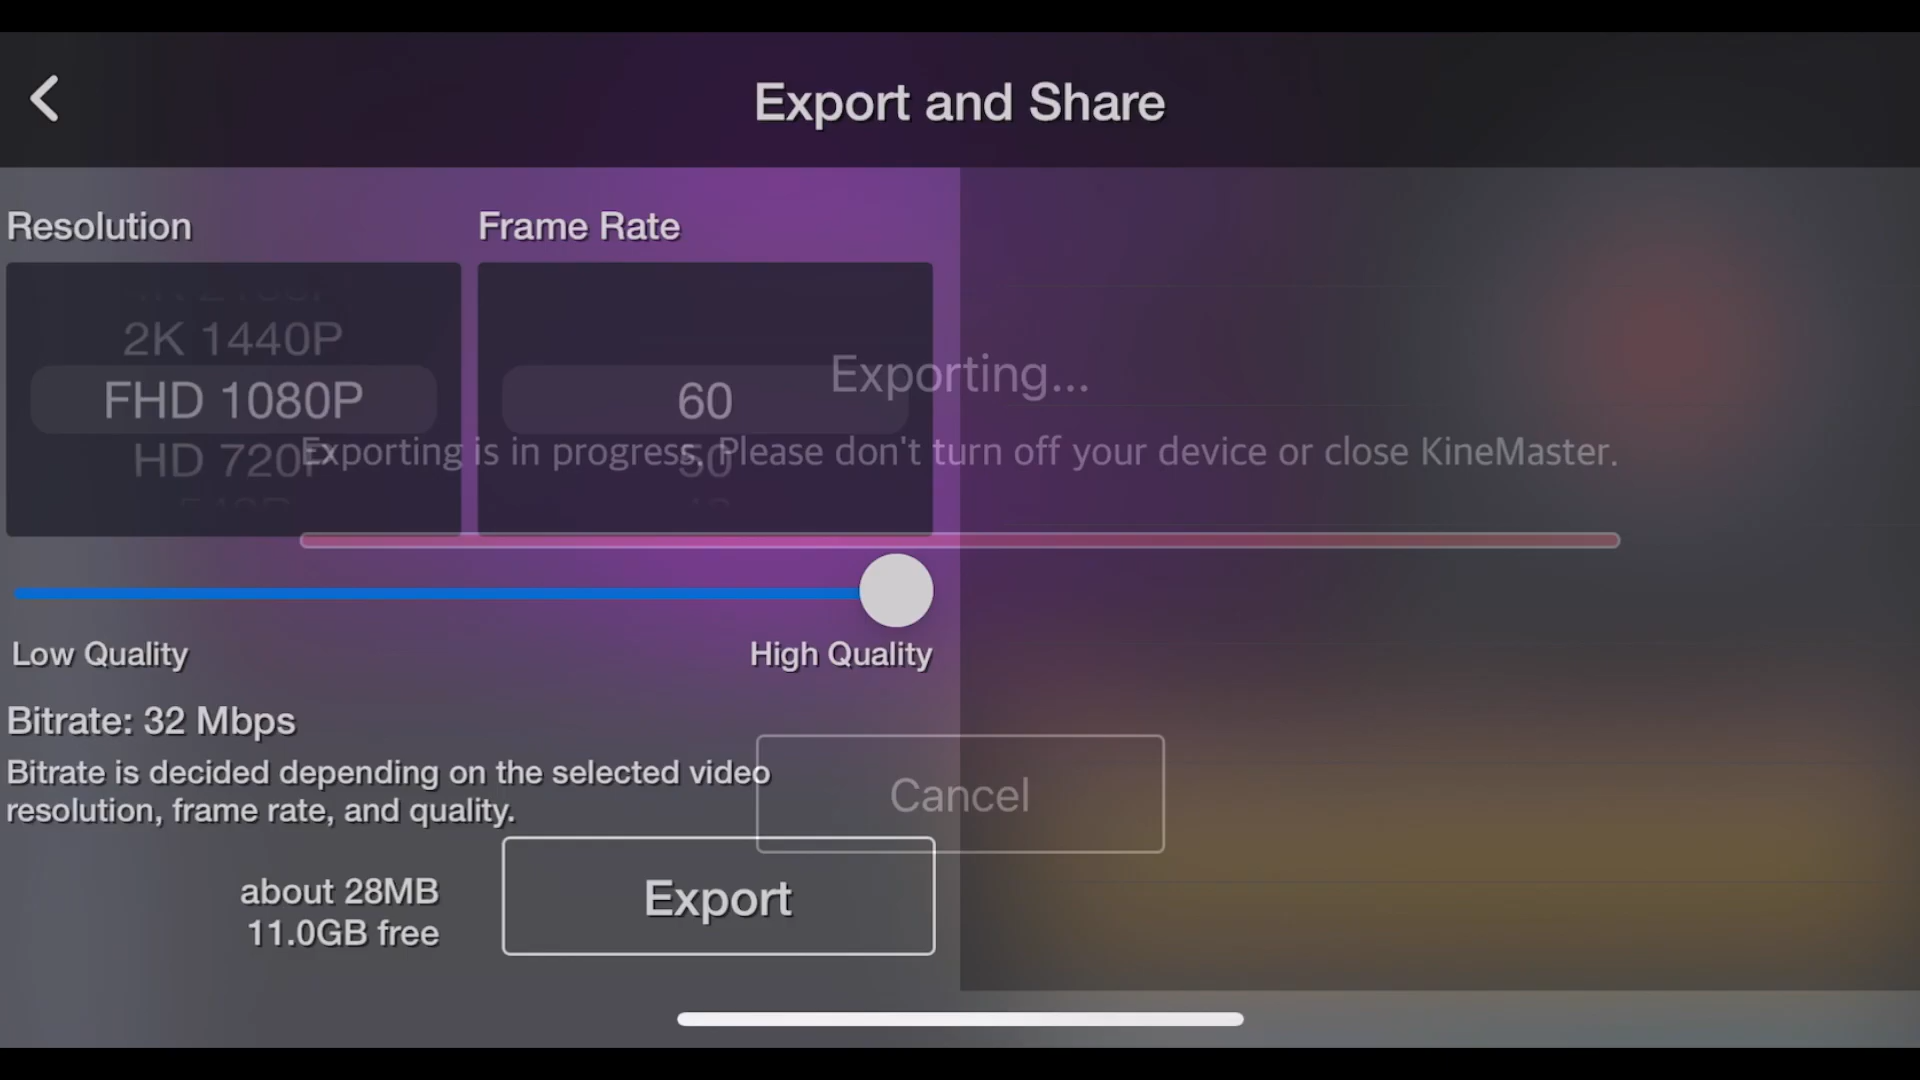 Export and Share
Resolution
Frame Rate
2K 1440P
FHD 1080P
60
Exporting...
HD 720P
50
Exporting is in progress. Please don't turn off your device or close KineMaster.
Low Quality
High Quality
Bitrate: 32 Mbps
Bitrate is decided depending on the selected video
resolution, frame rate, and quality.
Cancel
about 28MB
11.0GB free
Export